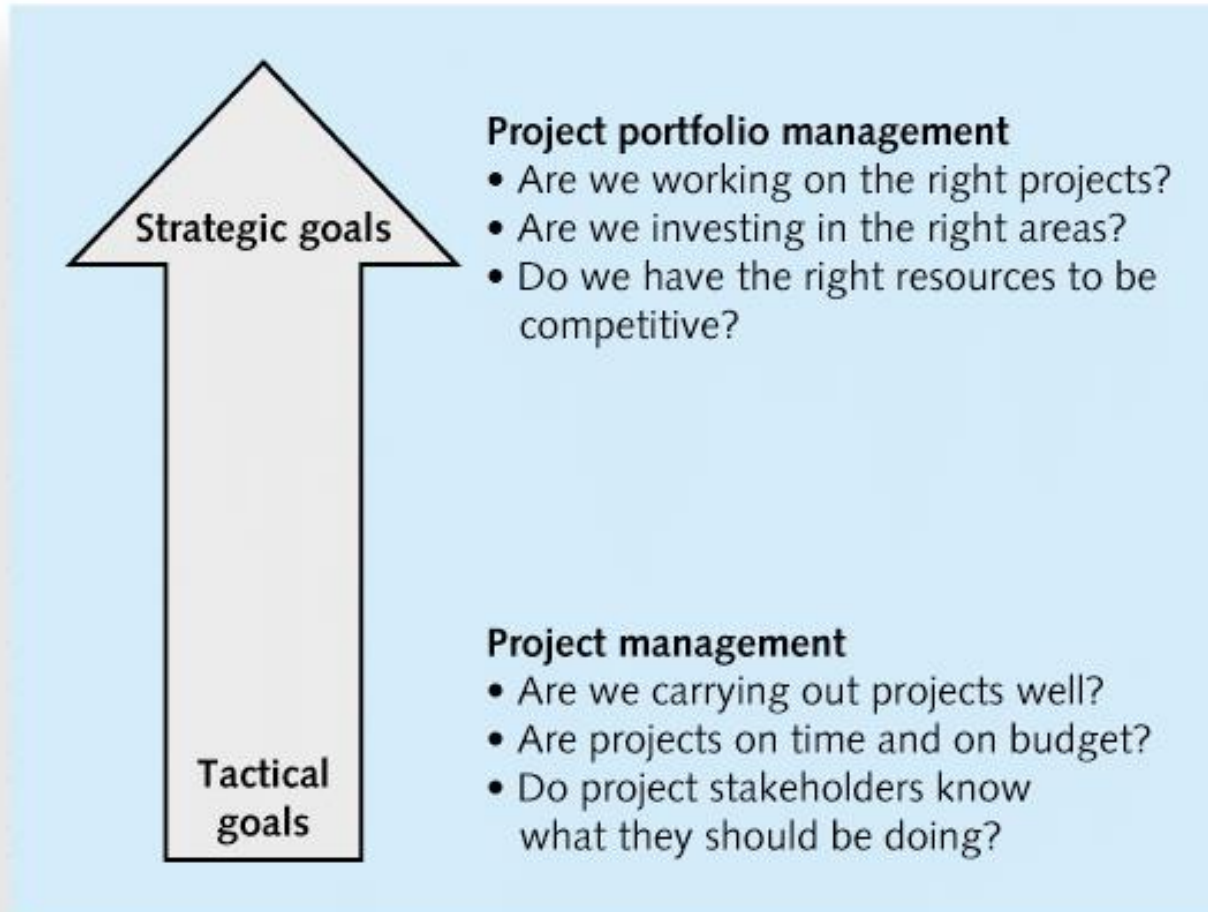 Project portfolio management
• Are we working on the right projects?
Strategic goals
• Are we investing in the right areas?
• Do we have the right resources to be
competitive?
Project management
• Are we carrying out projects well?
• Are projects on time and on budget?
Tactical
goals
• Do project stakeholders know
what they should be doing?